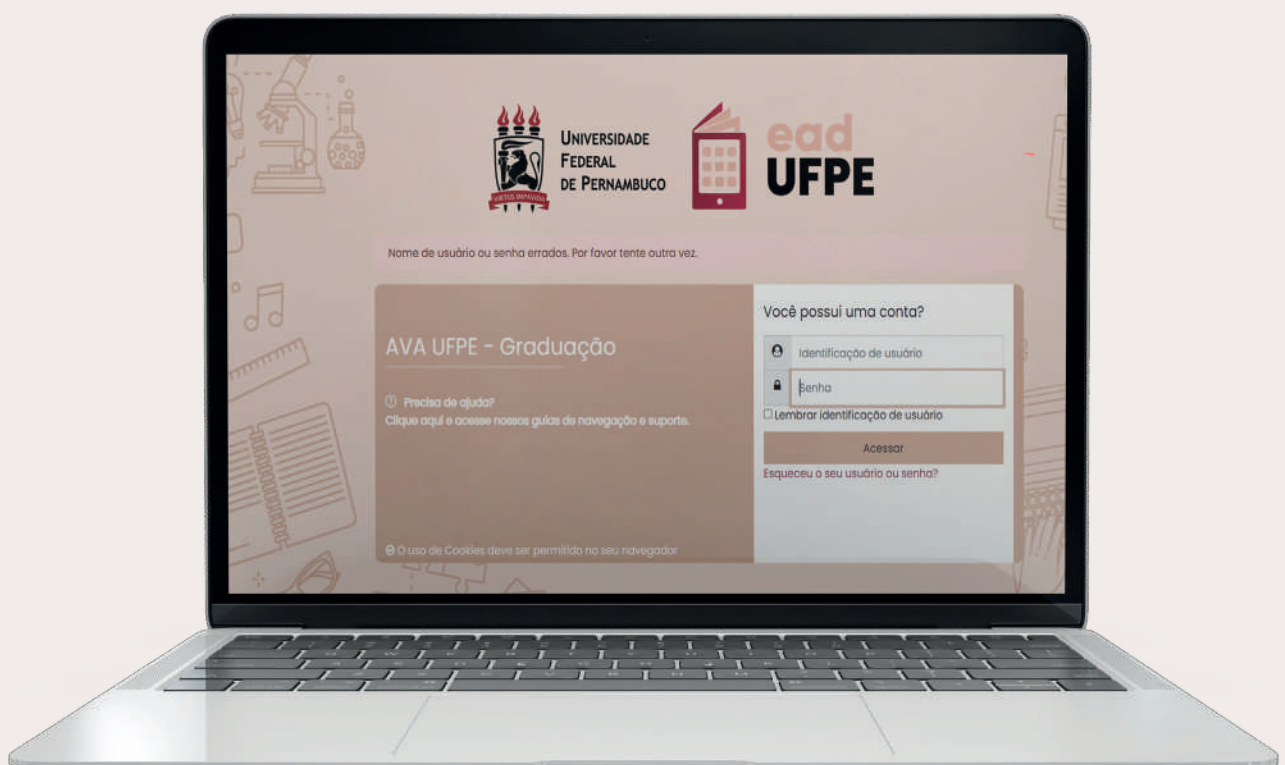 UNIVERSIDADE
FEDERAL
DE PERNAMBUCO
VIRTUS IMPAVIDA
ead
UFPE
Nome de usuário ou senha errados. Por favor tente outra vez.
AVA UFPE - Graduação
Precisa de ajuda?
Clique aqui e acesse nossos guias de navegação e suporte.
O uso de Cookies deve ser permitido no seu navegador
Você possui uma conta?
Identificação de usuário
Senha
Lembrar identificação de usuário
Acessar
Esqueceu o seu usuário ou senha?